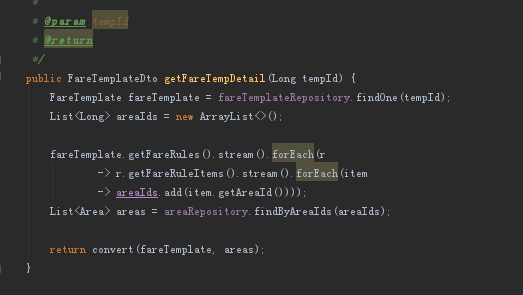 *
* @param tempId
* @return
*/
public FareTemplateDto getFareTempDetail(Long tempId) {
FareTemplate fareTemplate = fareTemplateRepository.findOne(tempId);
List<Long> areaIds = new ArrayList<>();
fareTemplate.getFareRules().stream().forEach(r
-> r.getFareRuleItems().stream().forEach(item
-> areaIds.add(item.getAreaId())));
List<Area> areas = areaRepository.findByAreaIds(areaIds);
return convert(fareTemplate, areas);
}